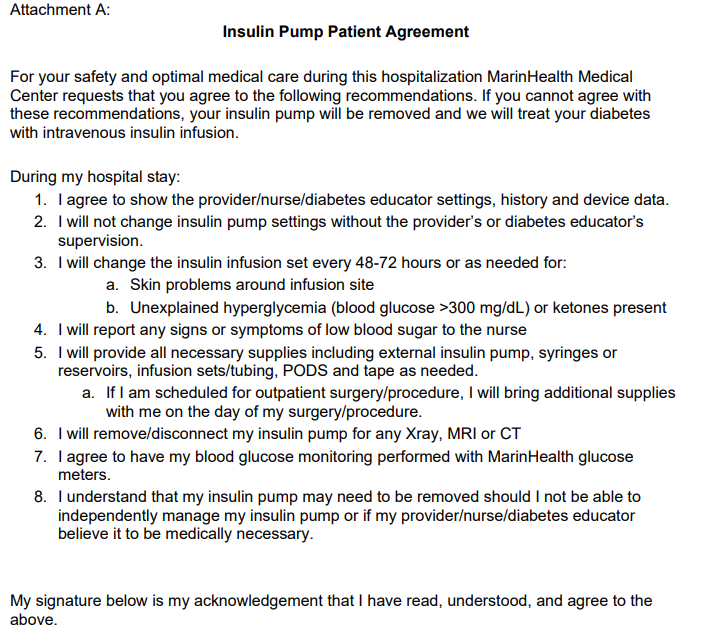 Attachment A:
Insulin Pump Patient Agreement
For your safety and optimal medical care during this hospitalization MarinHealth Medical
Center requests that you agree to the following recommendations. If you cannot agree with
these recommendations, your insulin pump will be removed and we will treat your diabetes
with intravenous insulin infusion.
During my hospital stay:
1. I agree to show the provider/nurse/diabetes educator settings, history and device data.
2. I will not change insulin pump settings without the provider's or diabetes educator's
supervision.
3. I will change the insulin infusion set every 48-72 hours or as needed for:
a. Skin problems around infusion site
b. Unexplained hyperglycemia (blood glucose >300 mg/dL) or ketones present
4. I will report any signs or symptoms of low blood sugar to the nurse
5. I will provide all necessary supplies including external insulin pump, syringes or
reservoirs, infusion sets/tubing, PODS and tape as needed.
a. If I am scheduled for outpatient surgery/procedure, I will bring additional supplies
with me on the day of my surgery/procedure.
6. I will remove/disconnect my insulin pump for any Xray, MRI or CT
7. I agree to have my blood glucose monitoring performed with MarinHealth glucose
meters.
8. I understand that my insulin pump may need to be removed should I not be able to
independently manage my insulin pump or if my provider/nurse/diabetes educator
believe it to be medically necessary.
My signature below is my acknowledgement that I have read, understood, and agree to the
above.